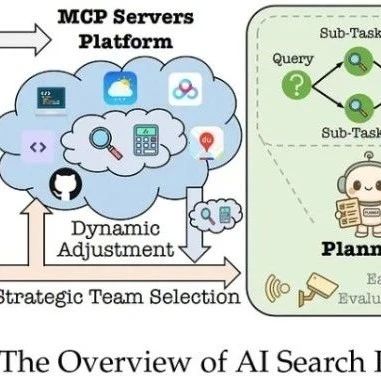 MCP Servers
Platform
Dynamic
Adjustment
Strategic Team Selection
Sub-Task
Query
Sub-Task
Plann
Ea
Evalu
The Overview of AI Search